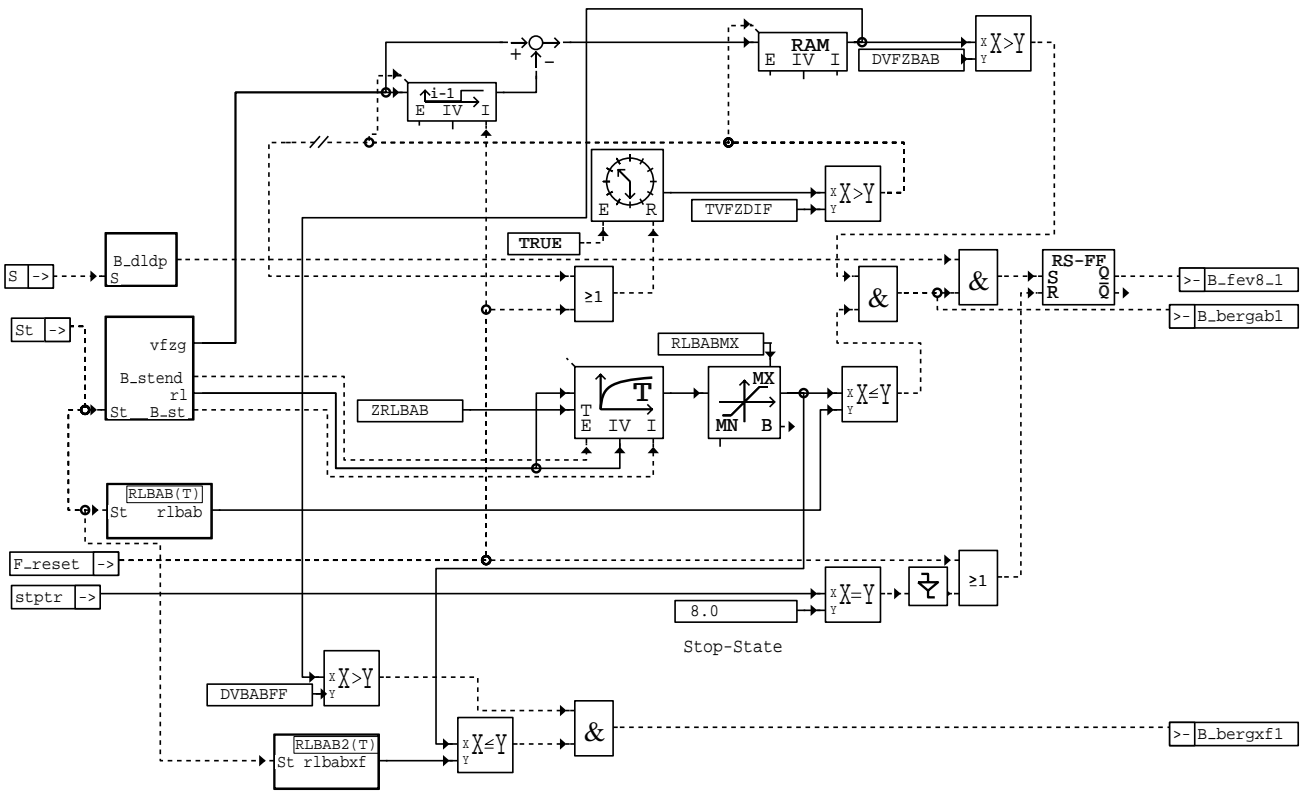 +
−
RAM
E IV I
DVFZBAB
X
Y
X>Y
i-1
E IV I
//
E R
TVFZDIF
X
Y
X>Y
TRUE
B_dldp
S
S ->
≥1
&
&
RS-FF
S Q
R Q̅
>- B_fev8_1
>- B_bergab1
St ->
vfzg
B_stend
rl
St B_st
RLBABMX
ZRLBAB
T
T
E IV I
MX
MN B
X
Y
X≤Y
RLBAB(T)
St rlbab
F_reset ->
stptr ->
8.0
X
Y
X=Y
≥1
Stop-State
X
Y
X>Y
DVBABFF
RLBAB2(T)
St rlbabxf
X
Y
X≤Y
&
>- B_bergxf1